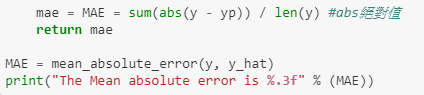 mae = MAE = sum(abs(y - yp)) / len(y) #abs絕對值
return mae
MAE = mean_absolute_error(y, y_hat)
print("The Mean absolute error is %.3f" % (MAE))